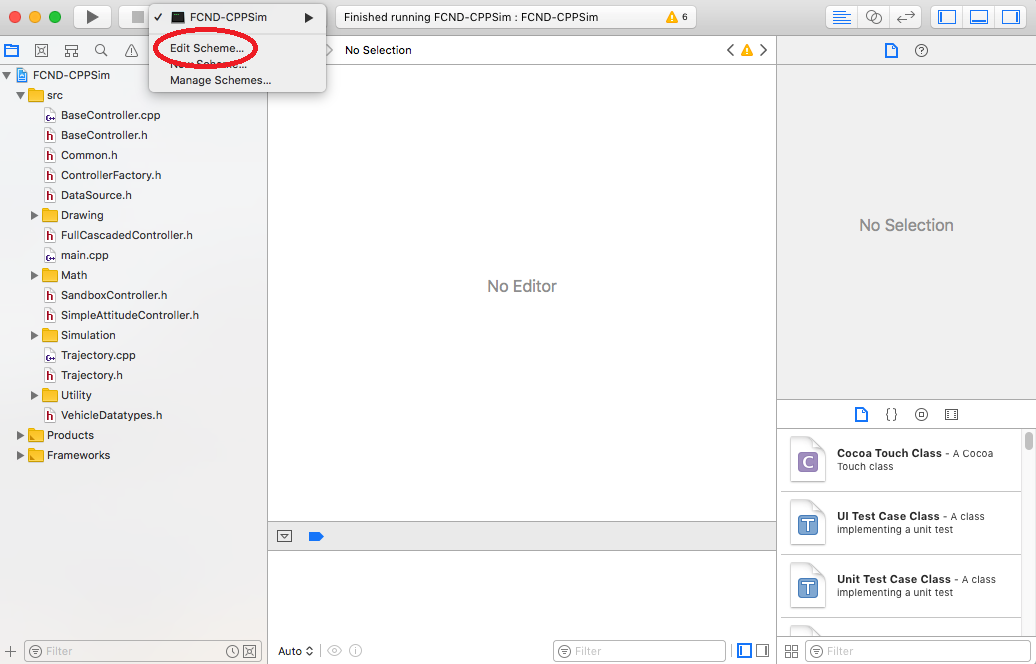 FCND-CPPSim
Finished running FCND-CPPSim : FCND-CPPSim
6
Edit Scheme...
New Scheme...
Manage Schemes...
No Selection
FCND-CPPSim
src
BaseController.cpp
BaseController.h
Common.h
ControllerFactory.h
DataSource.h
Drawing
FullCascadedController.h
main.cpp
Math
SandboxController.h
SimpleAttitudeController.h
Simulation
Trajectory.cpp
Trajectory.h
Utility
VehicleDatatypes.h
Products
Frameworks
Filter
No Editor
Auto
Filter
No Selection
Cocoa Touch Class - A Cocoa
Touch class
UI Test Case Class - A class
implementing a unit test
Unit Test Case Class - A class
implementing a unit test
Filter